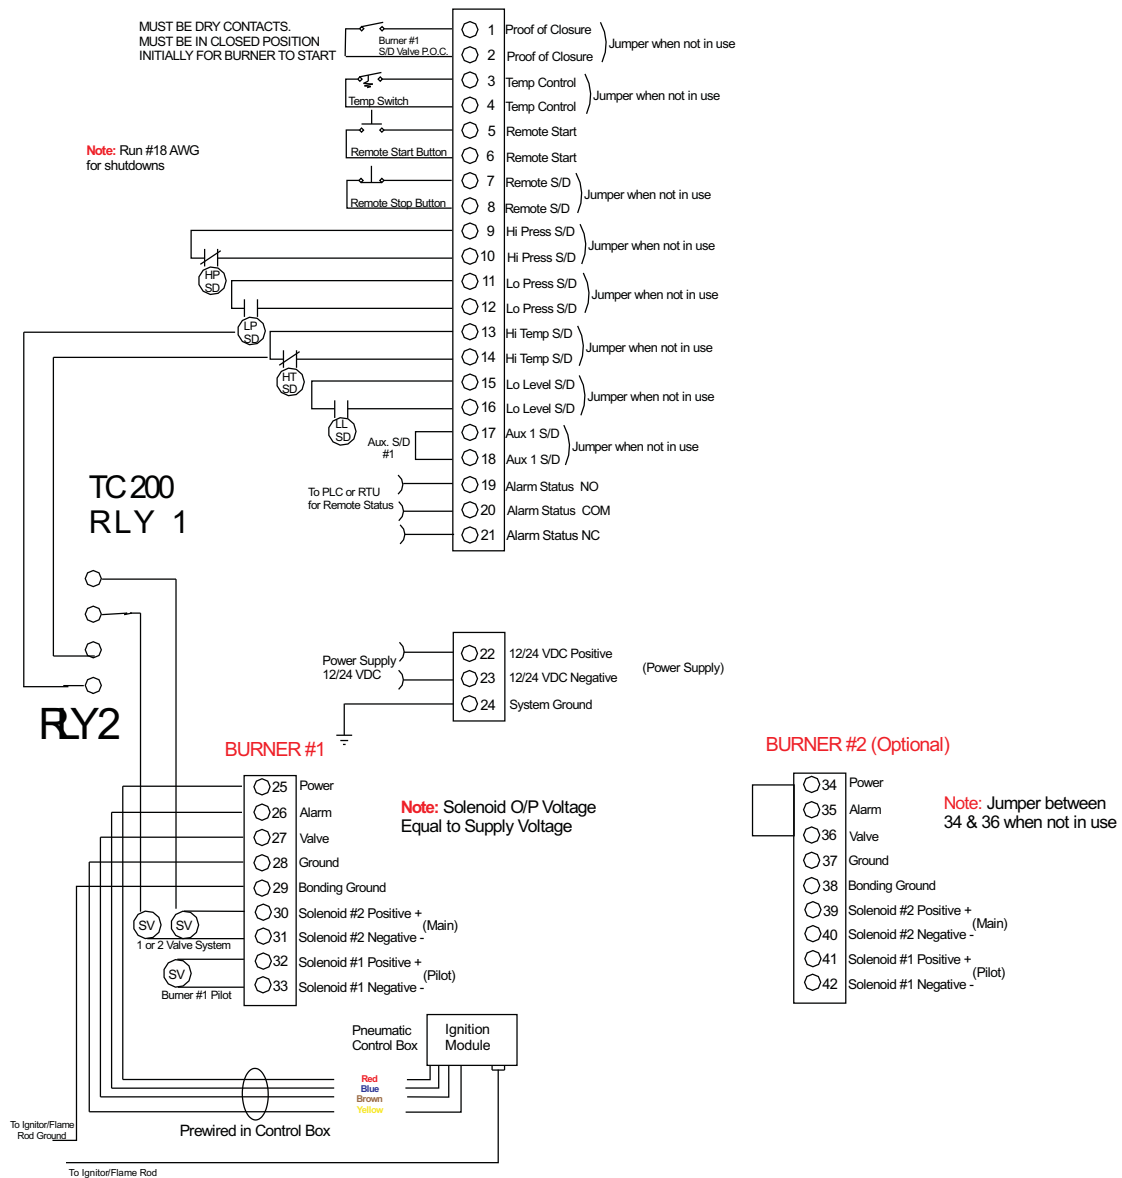 MUST BE DRY CONTACTS.
MUST BE IN CLOSED POSITION
INITIALLY FOR BURNER TO START
Burner #1
S/D Valve P.O.C.
1 Proof of Closure
2 Proof of Closure
Jumper when not in use
3 Temp Control
4 Temp Control
Jumper when not in use
Temp Switch
5 Remote Start
6 Remote Start
Remote Start Button
Note: Run #18 AWG
for shutdowns
7 Remote S/D
8 Remote S/D
Jumper when not in use
Remote Stop Button
9 Hi Press S/D
10 Hi Press S/D
Jumper when not in use
HP
SD
11 Lo Press S/D
12 Lo Press S/D
Jumper when not in use
LP
SD
13 Hi Temp S/D
14 Hi Temp S/D
Jumper when not in use
HT
SD
15 Lo Level S/D
16 Lo Level S/D
Jumper when not in use
LL
SD
17 Aux 1 S/D
18 Aux 1 S/D
Jumper when not in use
Aux. S/D
#1
19 Alarm Status NO
20 Alarm Status COM
21 Alarm Status NC
To PLC or RTU
for Remote Status
TC200
RLY 1
RLY2
Power Supply
12/24 VDC
22 12/24 VDC Positive
23 12/24 VDC Negative
24 System Ground
(Power Supply)
BURNER #1
25 Power
26 Alarm
27 Valve
28 Ground
29 Bonding Ground
30 Solenoid #2 Positive +
31 Solenoid #2 Negative -
(Main)
32 Solenoid #1 Positive +
33 Solenoid #1 Negative -
(Pilot)
SV
SV
1 or 2 Valve System
SV
Burner #1 Pilot
Note: Solenoid O/P Voltage
Equal to Supply Voltage
BURNER #2 (Optional)
34 Power
35 Alarm
36 Valve
37 Ground
38 Bonding Ground
39 Solenoid #2 Positive +
40 Solenoid #2 Negative -
(Main)
41 Solenoid #1 Positive +
42 Solenoid #1 Negative -
(Pilot)
Note: Jumper between
34 & 36 when not in use
Pneumatic
Control Box
Ignition
Module
Red
Blue
Brown
Yellow
Prewired in Control Box
To Ignitor/Flame
Rod Ground
To Ignitor/Flame Rod